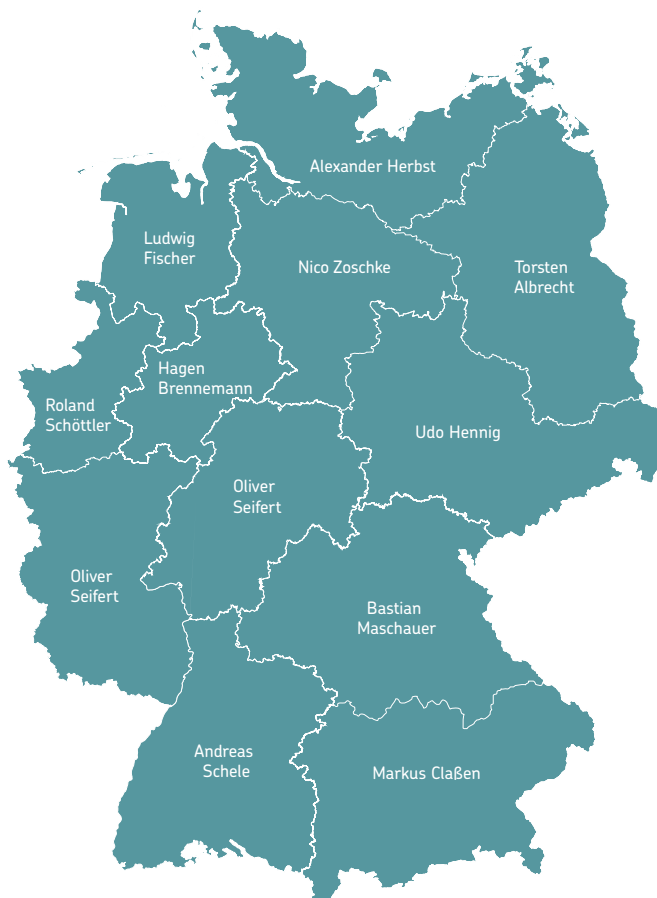 Alexander Herbst
Ludwig
Fischer
Nico Zoschke
Torsten
Albrecht
Hagen
Brennemann
Roland
Schöttler
Udo Hennig
Oliver
Seifert
Oliver
Seifert
Bastian
Maschauer
Andreas
Schele
Markus Claßen